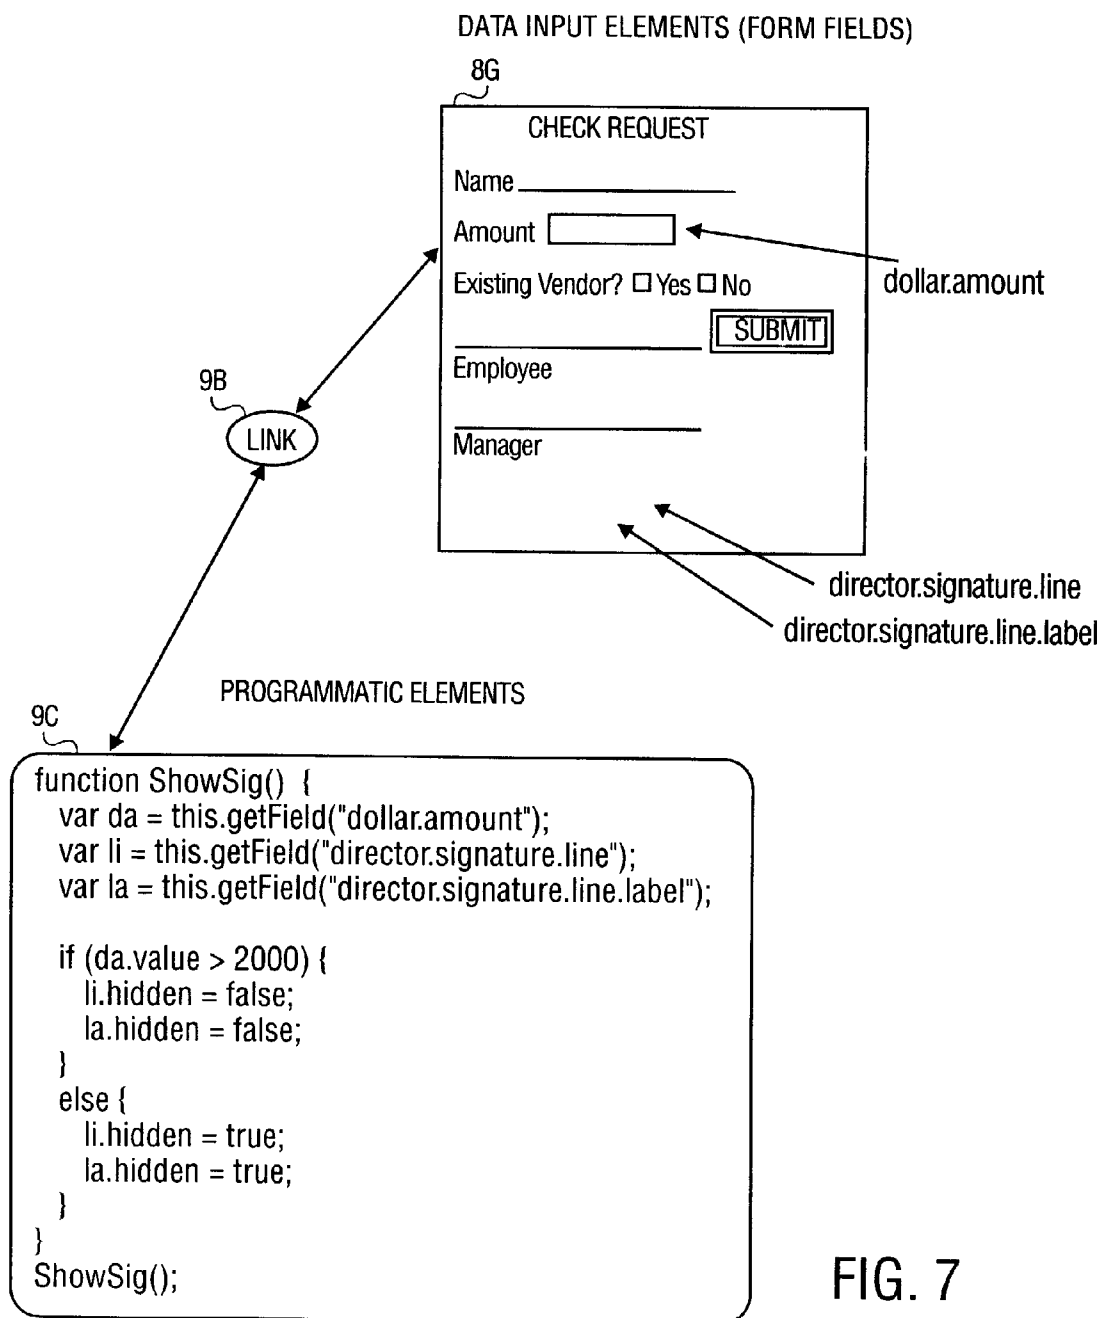 DATA INPUT ELEMENTS (FORM FIELDS)
8G
CHECK REQUEST
Name
Amount
dollar.amount
Existing Vendor? Yes No
SUBMIT
Employee
9B
LINK
Manager
director.signature.line
director.signature.line.label
PROGRAMMATIC ELEMENTS
9C
function ShowSig() {
var da = this.getField("dollar.amount");
var li = this.getField("director.signature.line");
var la = this.getField("director.signature.line.label");
if (da.value > 2000) {
li.hidden = false;
la.hidden = false;
}
else {
li.hidden = true;
la.hidden = true;
}
}
ShowSig();
FIG. 7